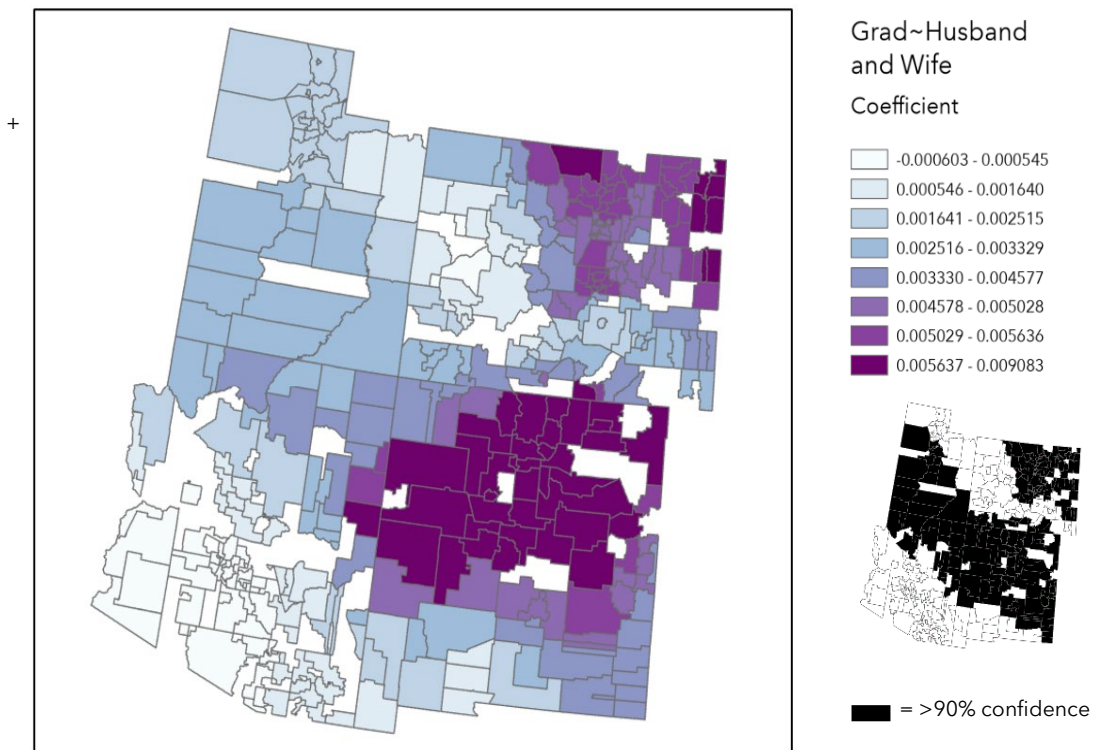 Grad~Husband
and Wife
Coefficient
+
-0.000603 - 0.000545
0.000546 - 0.001640
0.001641 - 0.002515
0.002516 - 0.003329
0.003330 - 0.004577
0.004578 - 0.005028
0.005029 - 0.005636
0.005637 - 0.009083
= >90% confidence